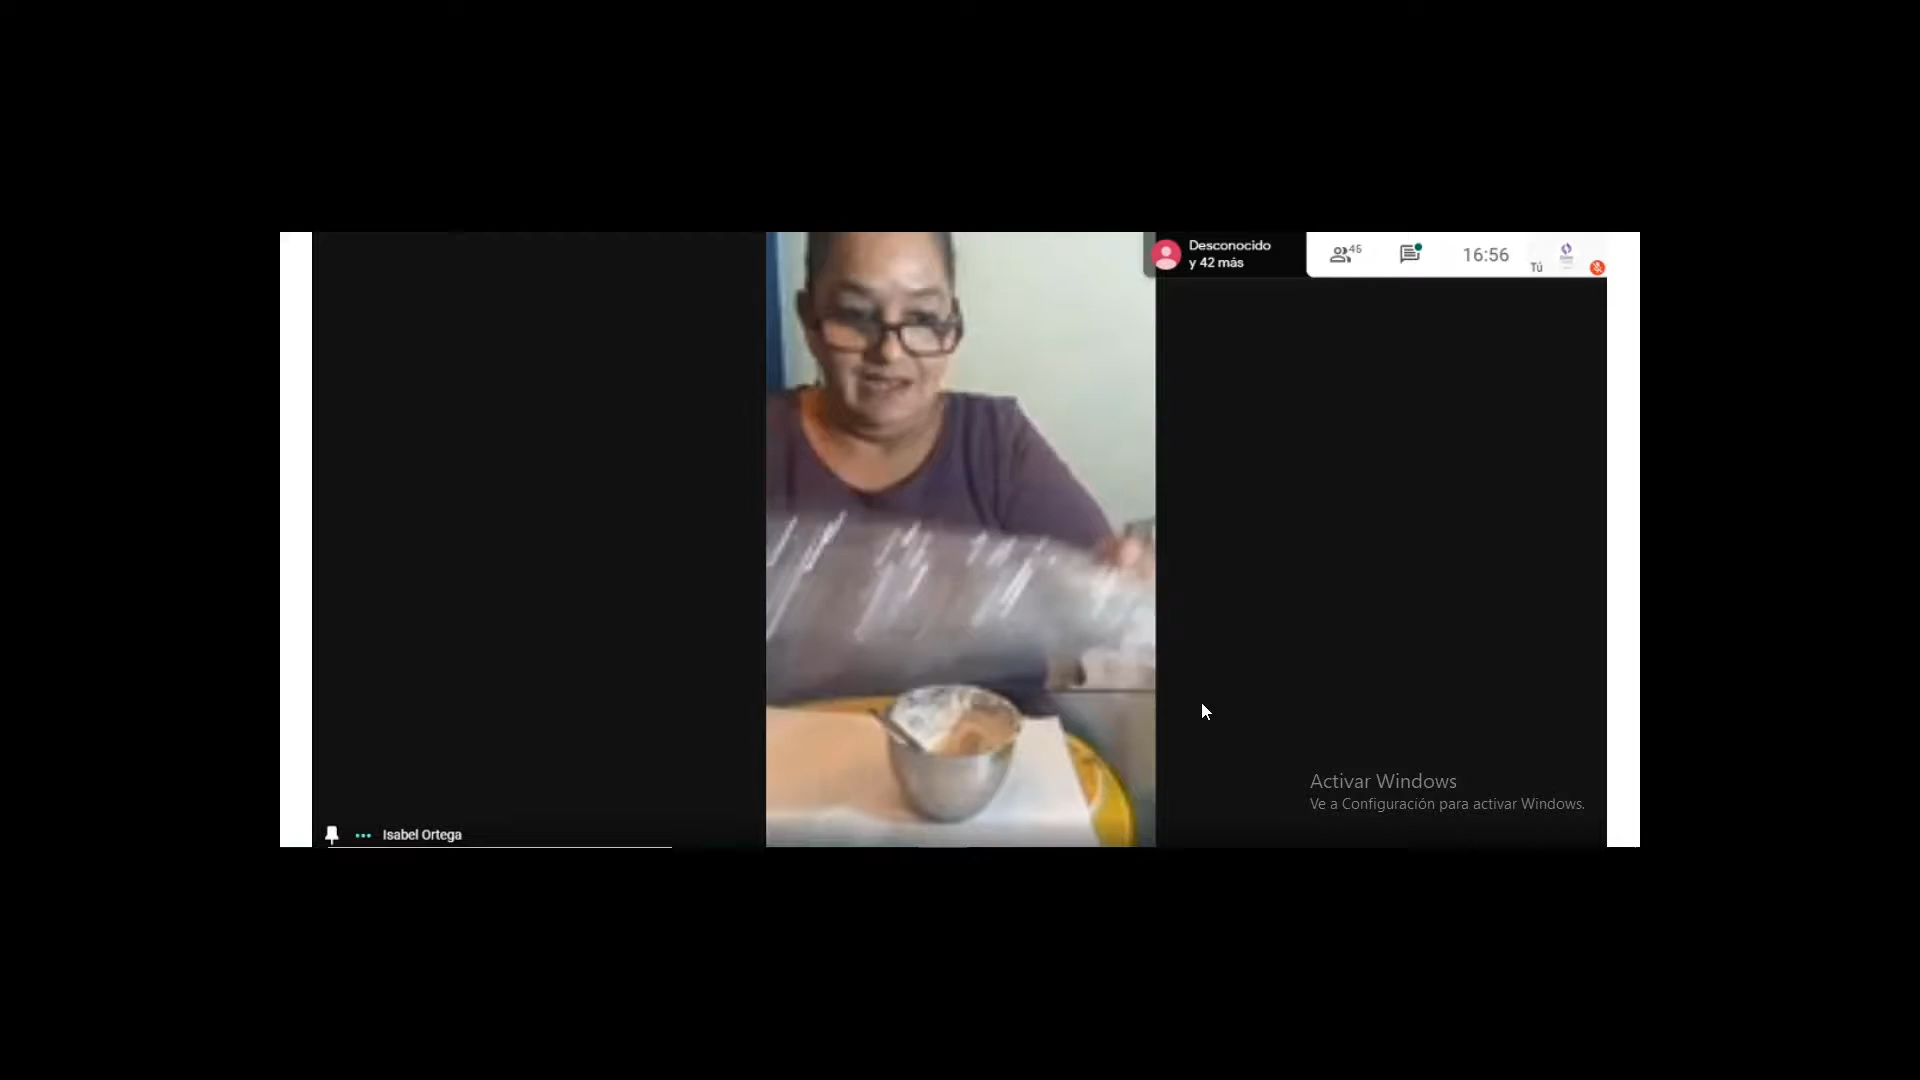 Desconocido
y 42 más
45
16:56
Tú
Activar Windows
Ve a Configuración para activar Windows.
Isabel Ortega